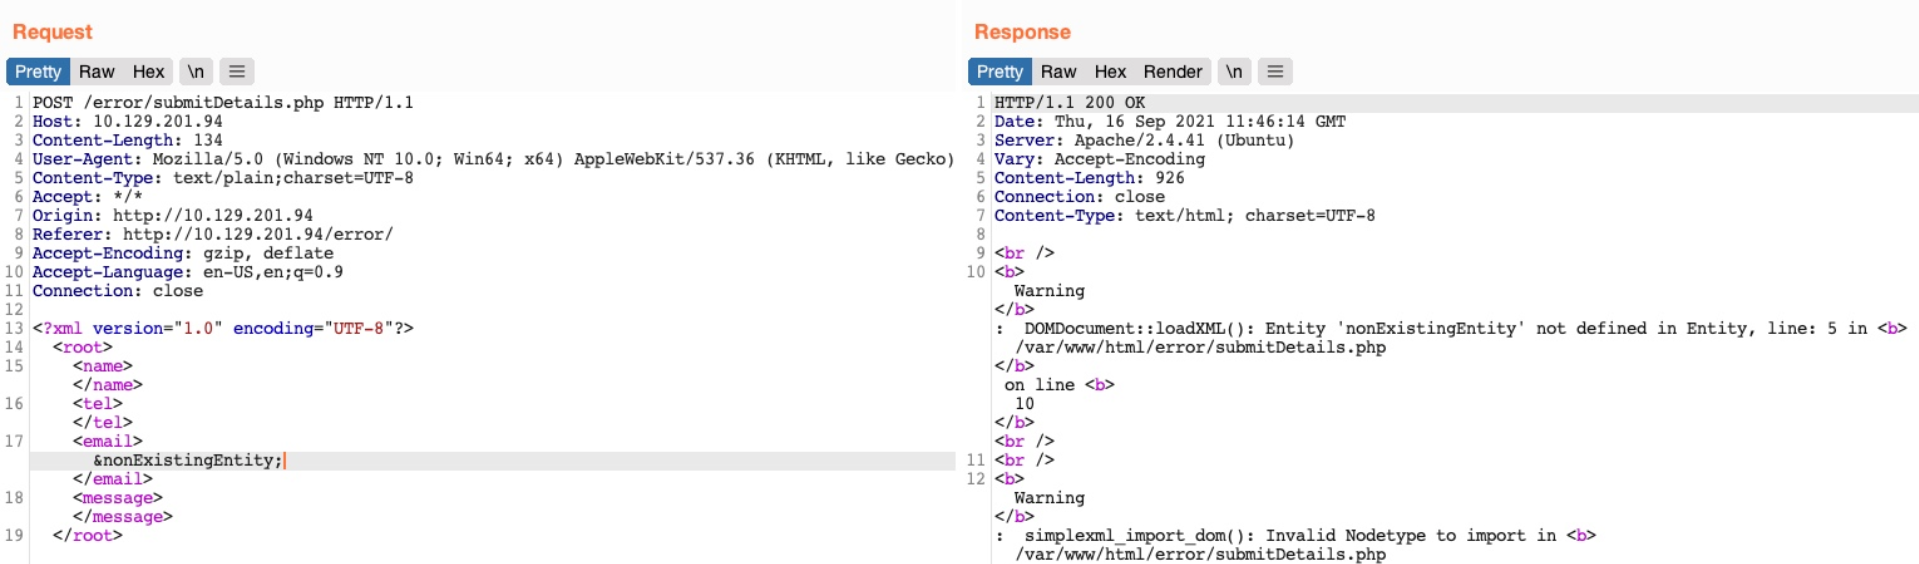 Request
Pretty Raw Hex \n
1 POST /error/submitDetails.php HTTP/1.1
2 Host: 10.129.201.94
3 Content-Length: 134
4 User-Agent: Mozilla/5.0 (Windows NT 10.0; Win64; x64) AppleWebKit/537.36 (KHTML, like Gecko)
5 Content-Type: text/plain;charset=UTF-8
6 Accept: */*
7 Origin: http://10.129.201.94
8 Referer: http://10.129.201.94/error/
9 Accept-Encoding: gzip, deflate
10 Accept-Language: en-US,en;q=0.9
11 Connection: close
12
13 <?xml version="1.0" encoding="UTF-8"?>
14 <root>
15 <name>
</name>
16 <tel>
</tel>
17 <email>
&nonExistingEntity;
</email>
18 <message>
</message>
19 </root>
Response
Pretty Raw Hex Render \n
1 HTTP/1.1 200 OK
2 Date: Thu, 16 Sep 2021 11:46:14 GMT
3 Server: Apache/2.4.41 (Ubuntu)
4 Vary: Accept-Encoding
5 Content-Length: 926
6 Connection: close
7 Content-Type: text/html; charset=UTF-8
8
9 <br />
10 <b>
Warning
</b>
: DOMDocument::loadXML(): Entity 'nonExistingEntity' not defined in Entity, line: 5 in <b>
/var/www/html/error/submitDetails.php
</b>
on line <b>
10
</b>
<br />
11 <br />
12 <b>
Warning
</b>
: simplexml_import_dom(): Invalid Nodetype to import in <b>
/var/www/html/error/submitDetails.php